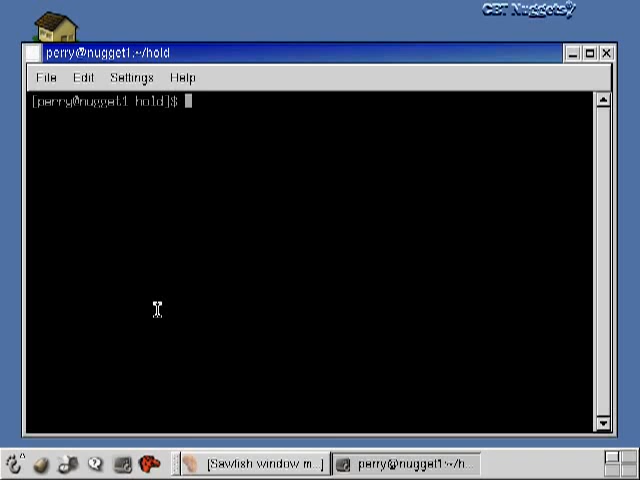 CBT Nuggets
perry@nugget1:~/hold
File Edit Settings Help
[perry@nugget1 hold]$
[Sawfish window m...]
perry@nugget1:~/h...